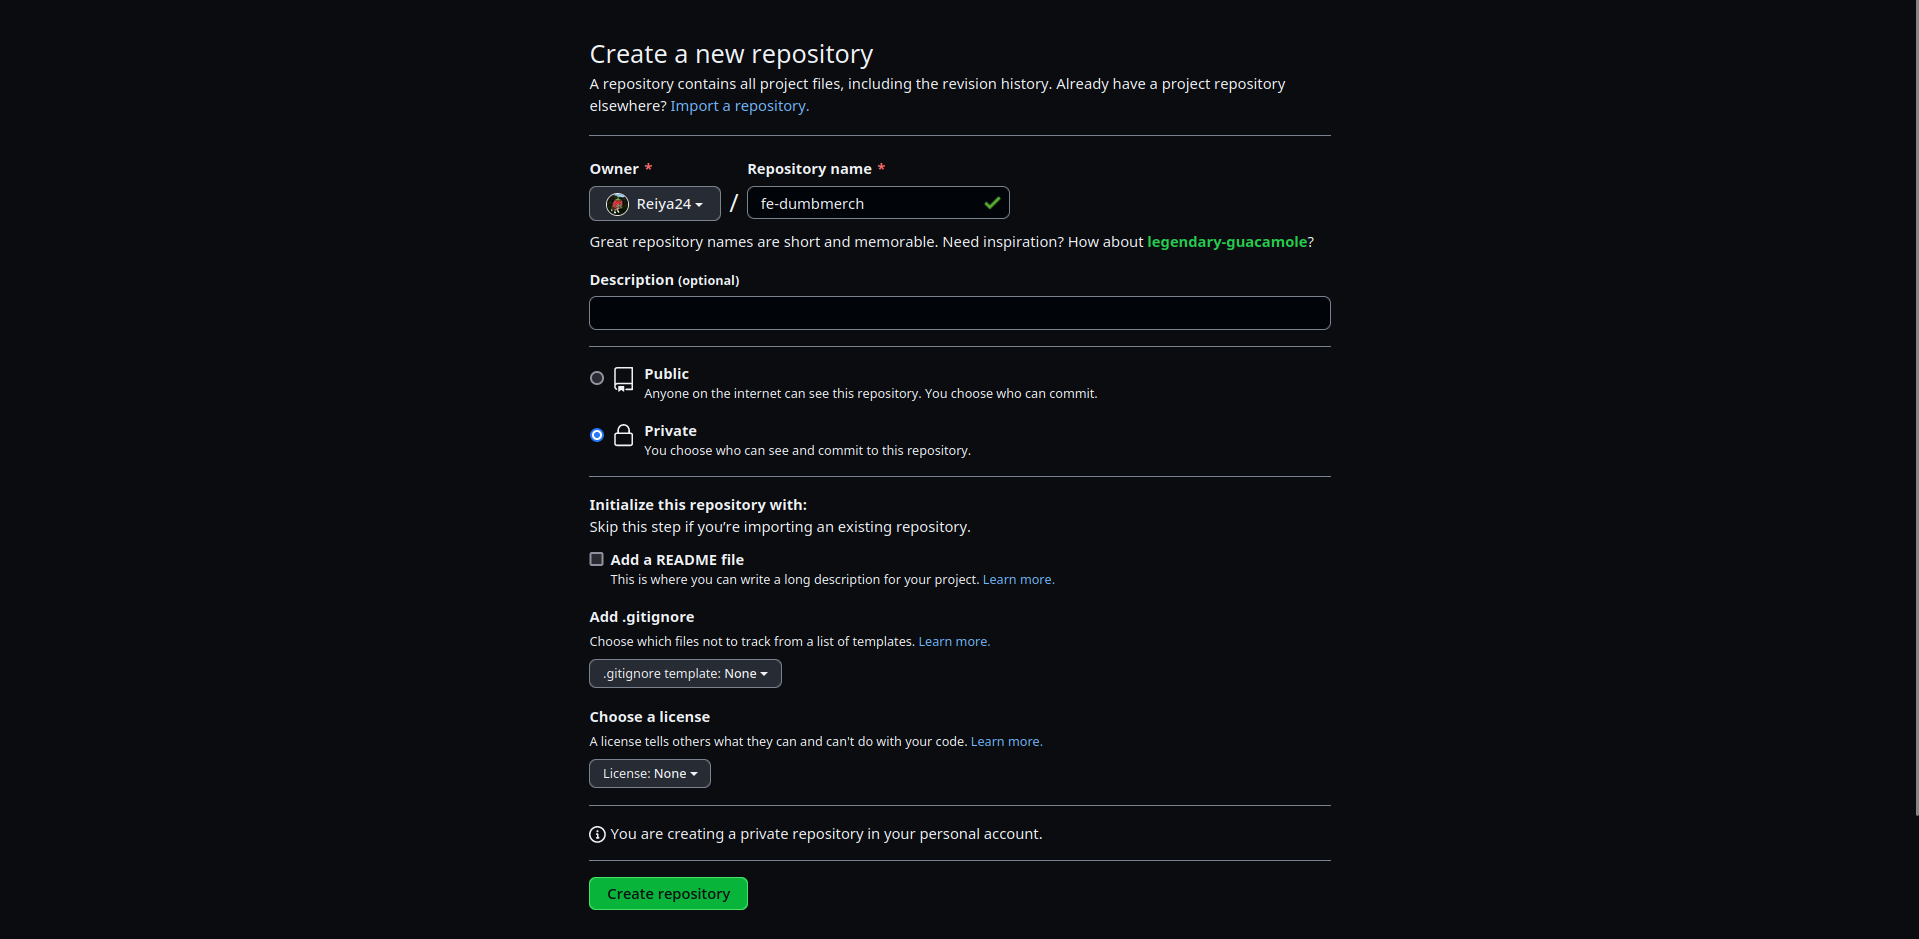 Create a new repository
A repository contains all project files, including the revision history. Already have a project repository
elsewhere? Import a repository.
Owner *
Repository name *
Reiya24
/
fe-dumbmerch
Great repository names are short and memorable. Need inspiration? How about legendary-guacamole?
Description (optional)
Public
Anyone on the internet can see this repository. You choose who can commit.
Private
You choose who can see and commit to this repository.
Initialize this repository with:
Skip this step if you’re importing an existing repository.
Add a README file
This is where you can write a long description for your project. Learn more.
Add .gitignore
Choose which files not to track from a list of templates. Learn more.
.gitignore template: None
Choose a license
A license tells others what they can and can't do with your code. Learn more.
License: None
You are creating a private repository in your personal account.
Create repository